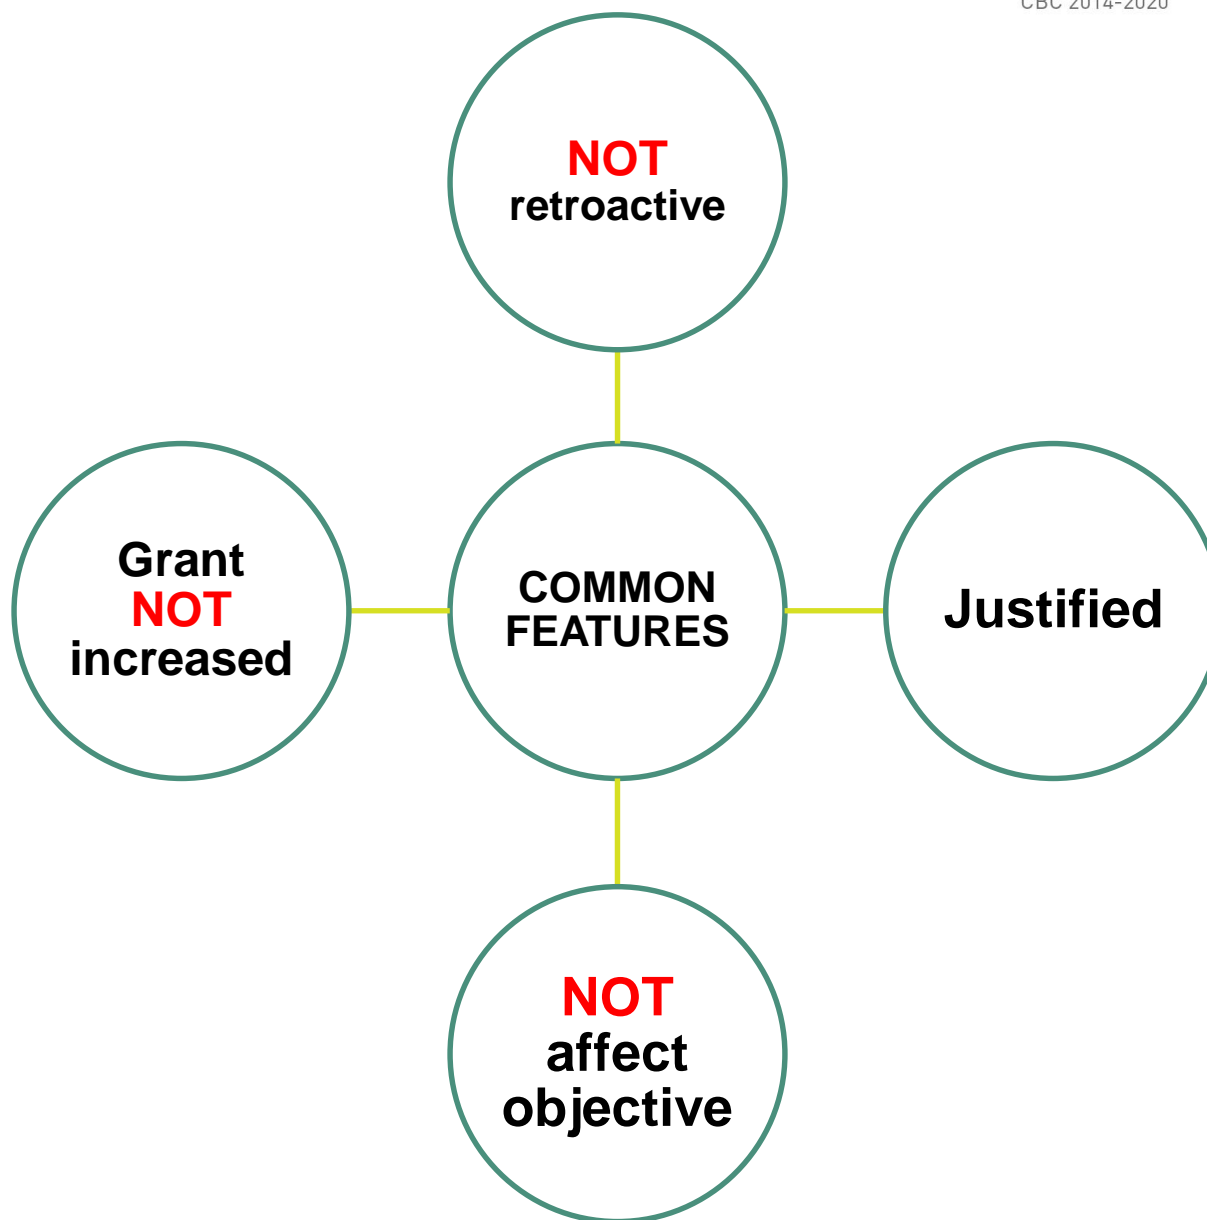 CBC 2014-2020
NOT
retroactive
Grant
NOT
increased
COMMON
FEATURES
Justified
NOT
affect
objective